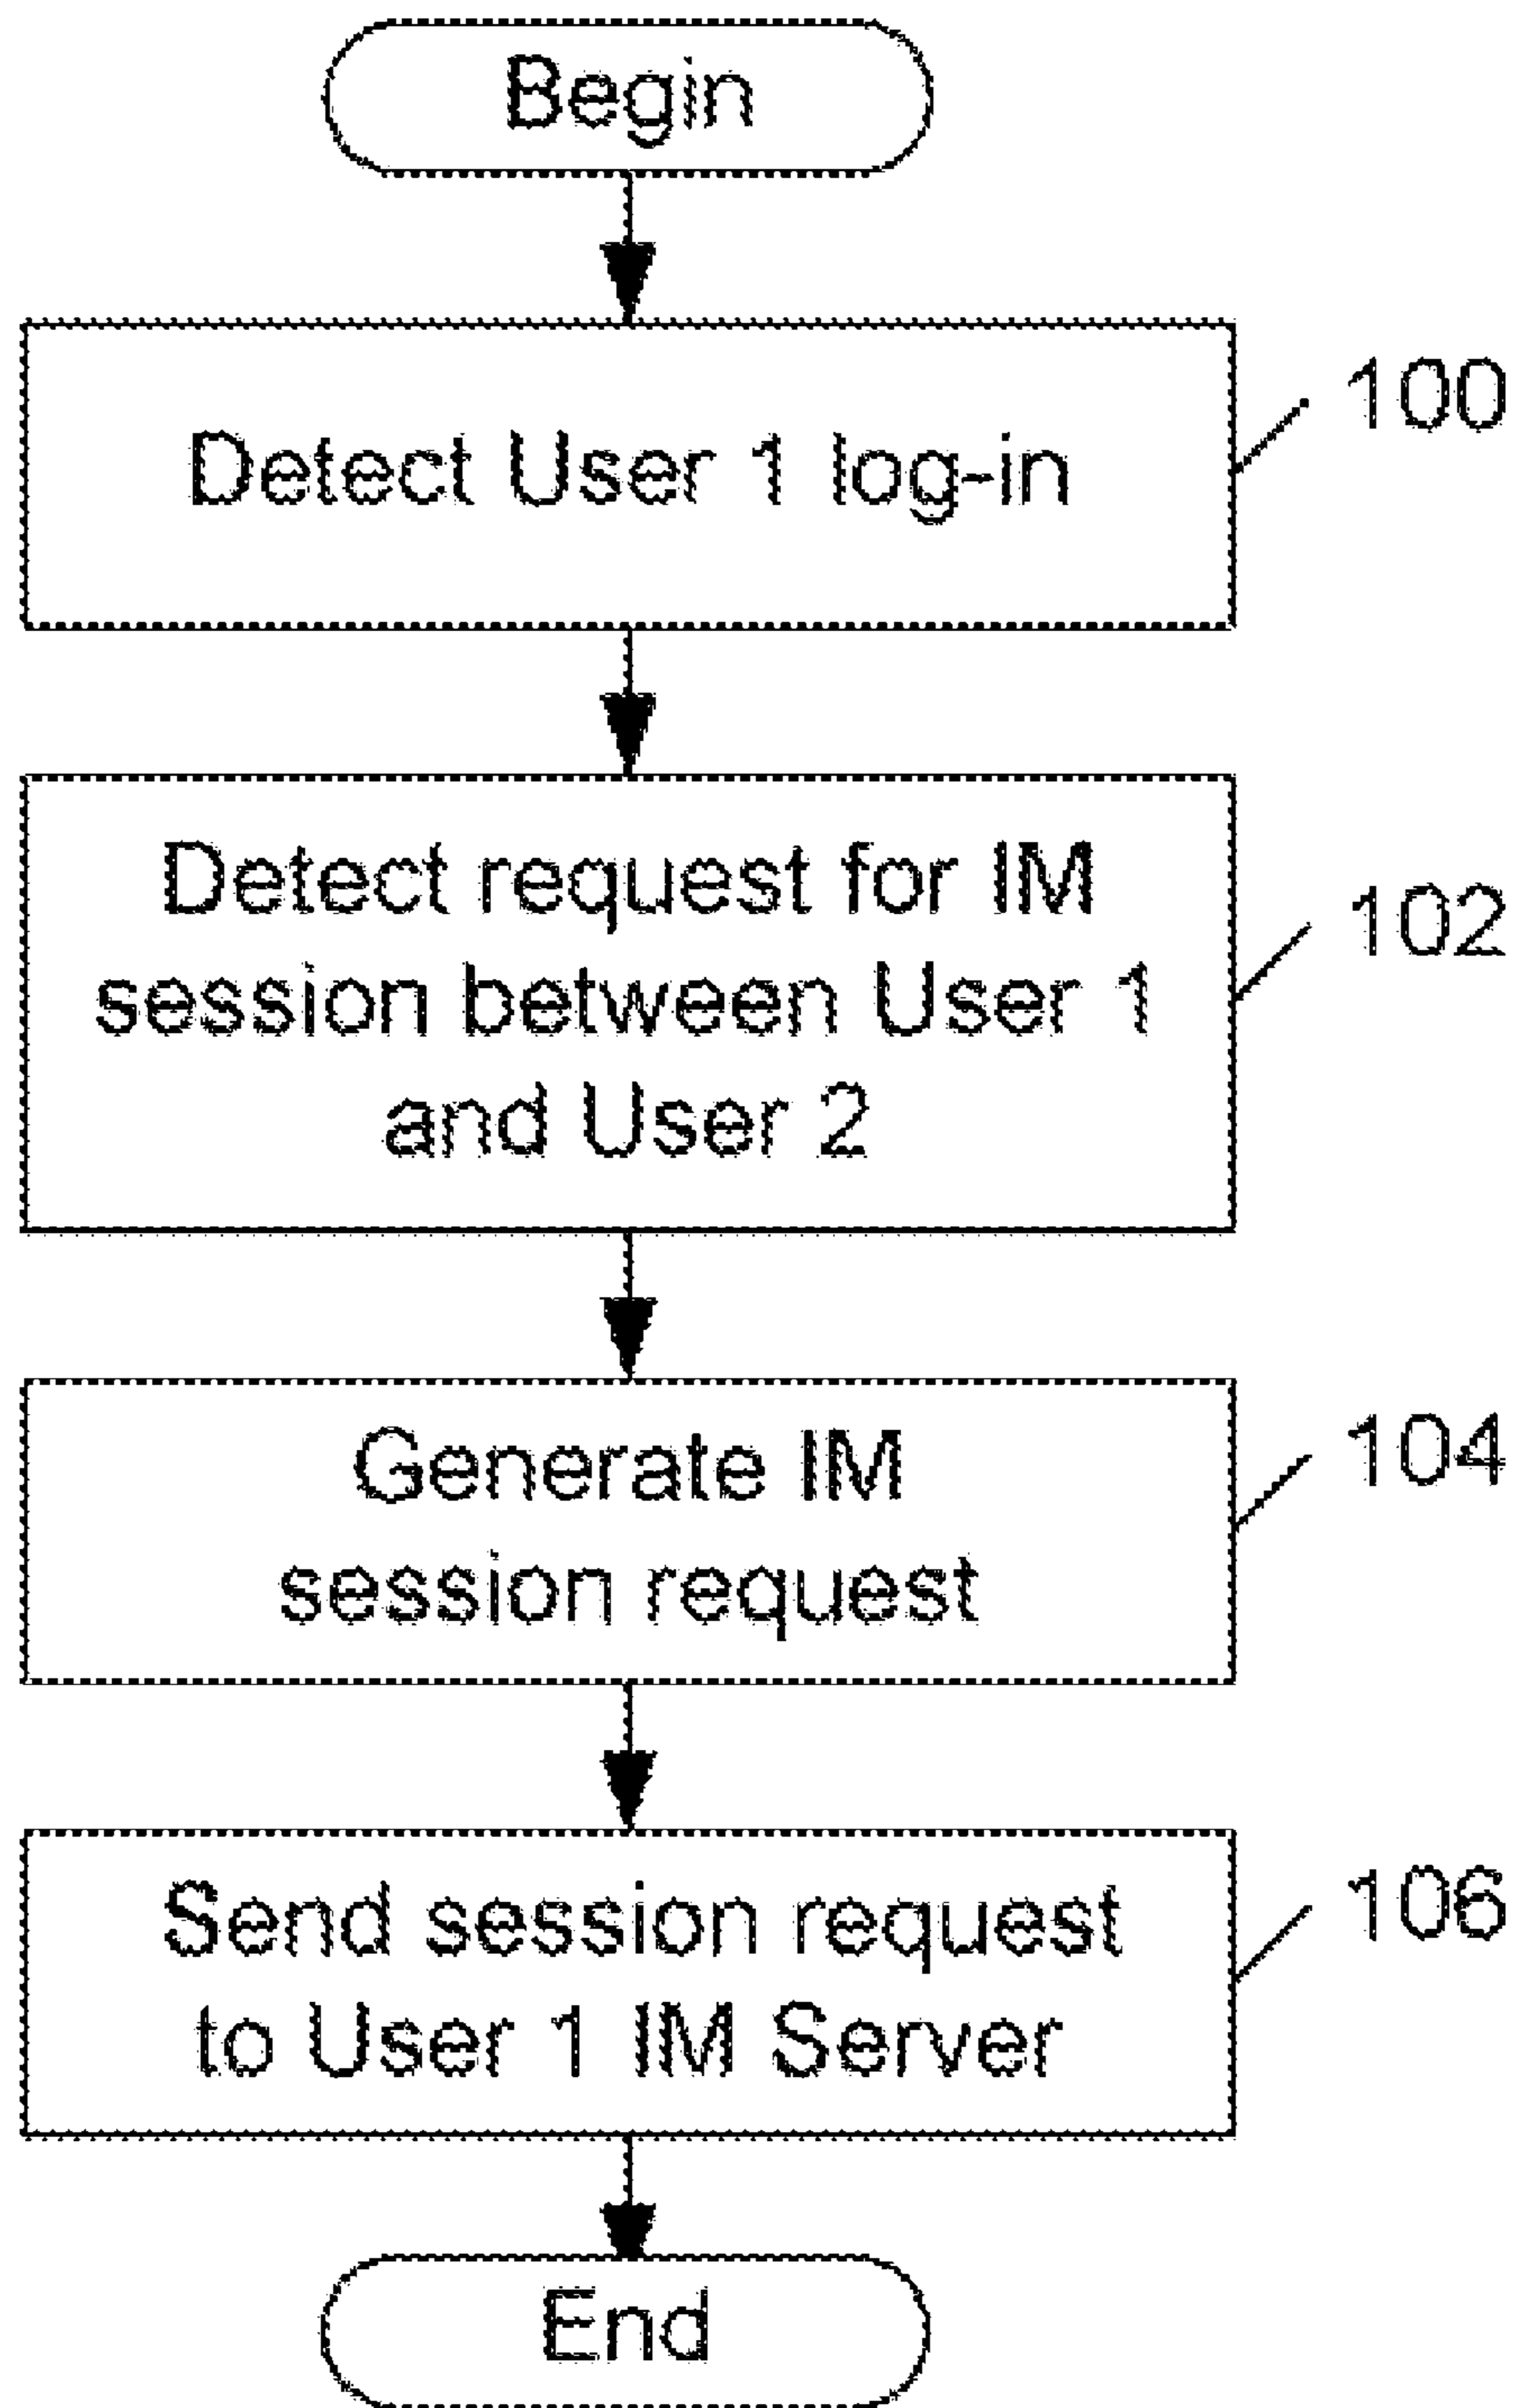 Begin
Detect User 1 log-in
100
Detect request for IM
session between User 1
and User 2
102
Generate IM
session request
104
Send session request
to User 1 IM Server
106
End